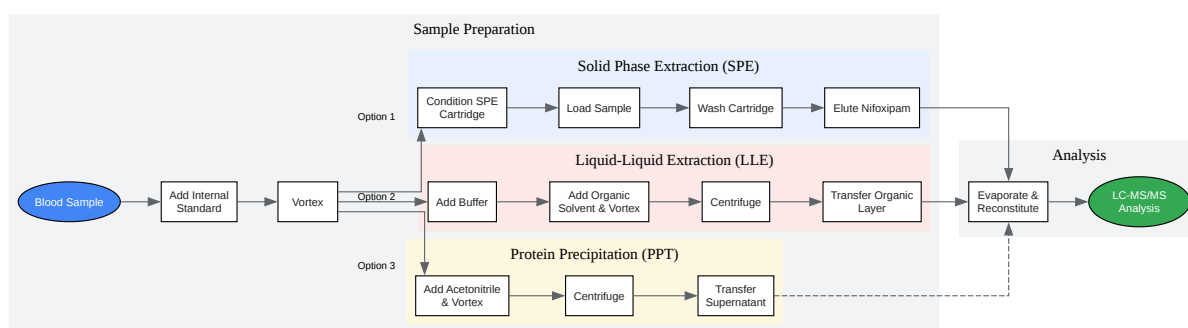 Sample Preparation
Solid Phase Extraction (SPE)
Condition SPE
Cartridge
Load Sample
Wash Cartridge
Elute Nifoxipam
Option 1
Liquid-Liquid Extraction (LLE)
Analysis
Blood Sample
Add Internal
Standard
Vortex
Option 2
Add Buffer
Add Organic
Solvent & Vortex
Centrifuge
Transfer Organic
Layer
Evaporate &
Reconstitute
LC-MS/MS
Analysis
Protein Precipitation (PPT)
Option 3
Add Acetonitrile
& Vortex
Centrifuge
Transfer
Supernatant